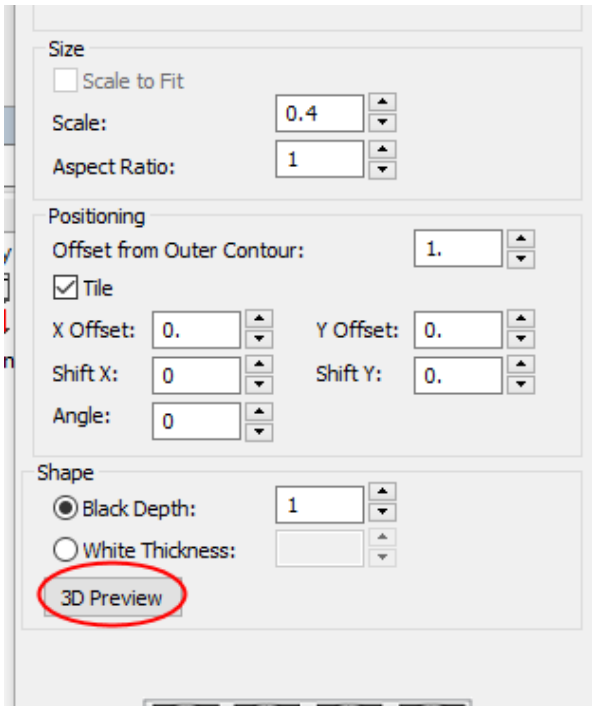 Size
Scale to Fit
Scale: 0.4
Aspect Ratio: 1
Positioning
Offset from Outer Contour: 1.
Tile
X Offset: 0. Y Offset: 0.
Shift X: 0 Shift Y: 0.
Angle: 0
Shape
Black Depth: 1
White Thickness:
3D Preview